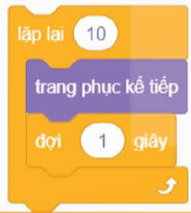 lặp lại 10
trang phục kế tiếp
đợi 1 giây